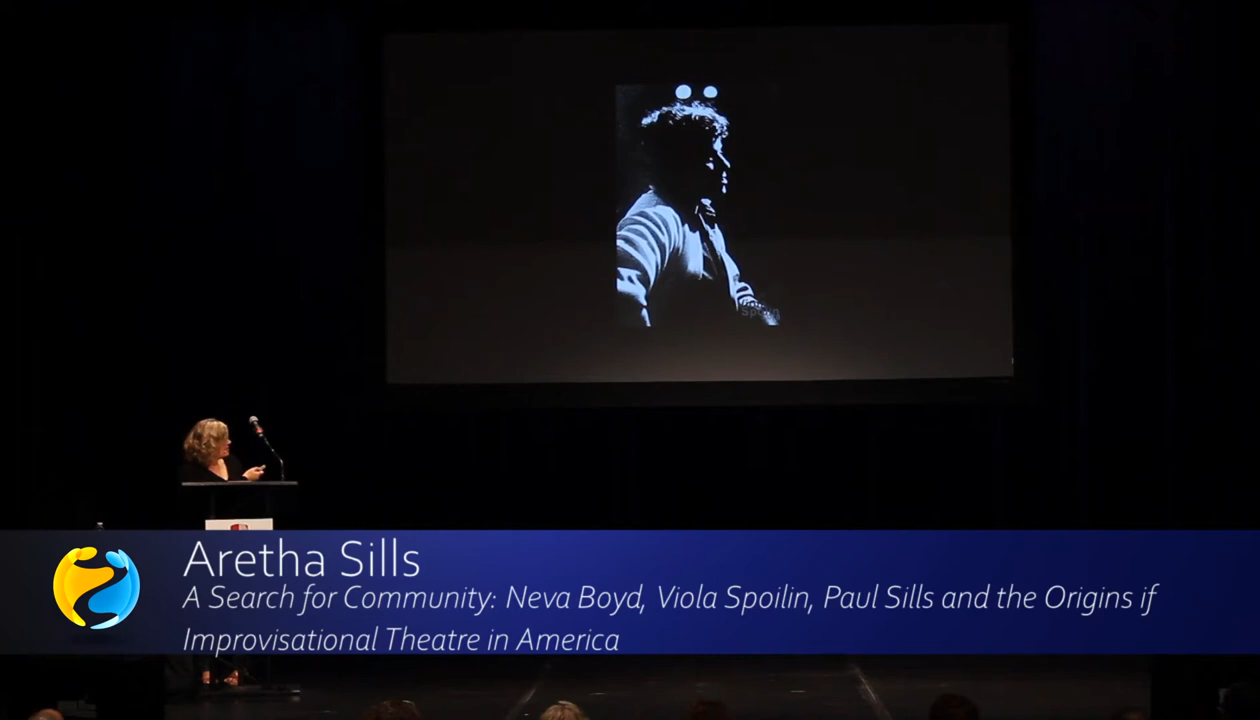 Aretha Sills
A Search for Community: Neva Boyd, Viola Spoilin, Paul Sills and the Origins if
Improvisational Theatre in America